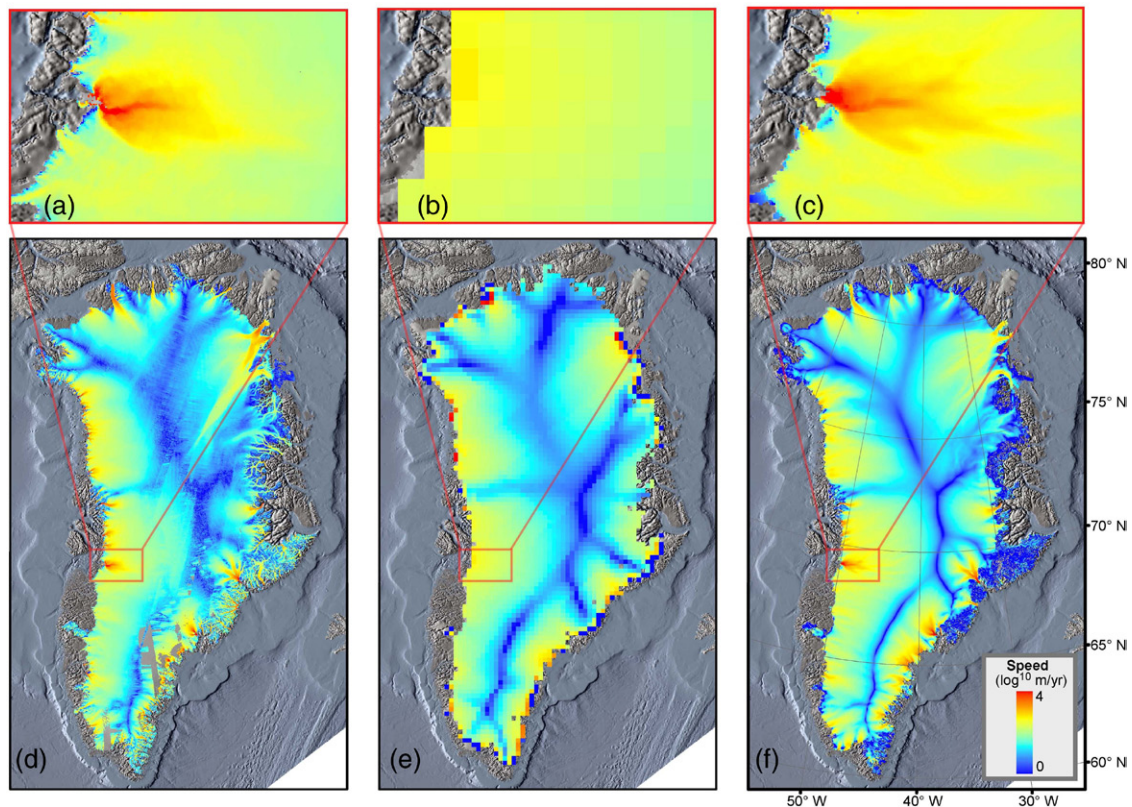 (a)
(b)
(c)
(d)
(e)
(f)
80° N
75° N
70° N
65° N
60° N
Speed
(log¹⁰ m/yr)
4
0
50° W
40° W
30° W